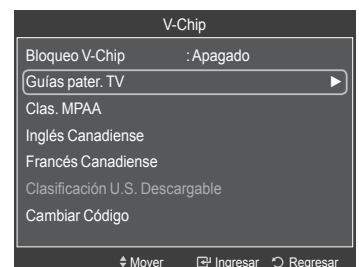 V-Chip
Bloqueo V-Chip : Apagado
Guías pater. TV
Clas. MPAA
Inglés Canadiense
Francés Canadiense
Clasificación U.S. Descargable
Cambiar Código
Mover Ingresar Regresar